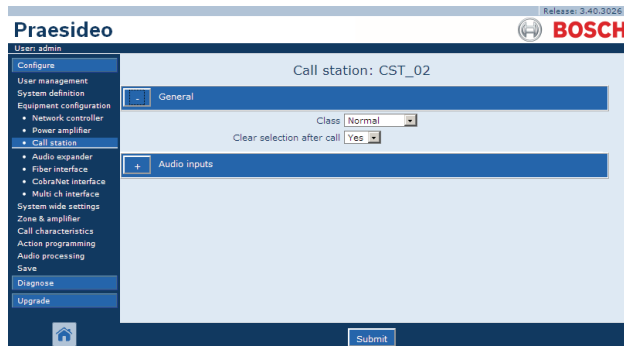 Release: 3.40.3026
Praesideo
BOSCH
User: admin
Configure
User management
System definition
Equipment configuration
• Network controller
• Power amplifier
• Call station
• Audio expander
• Fiber interface
• CobraNet interface
• Multi ch interface
System wide settings
Zone & amplifier
Call characteristics
Action programming
Audio processing
Save
Diagnose
Upgrade
Call station: CST_02
- General
Class Normal
Clear selection after call Yes
+ Audio inputs
Submit